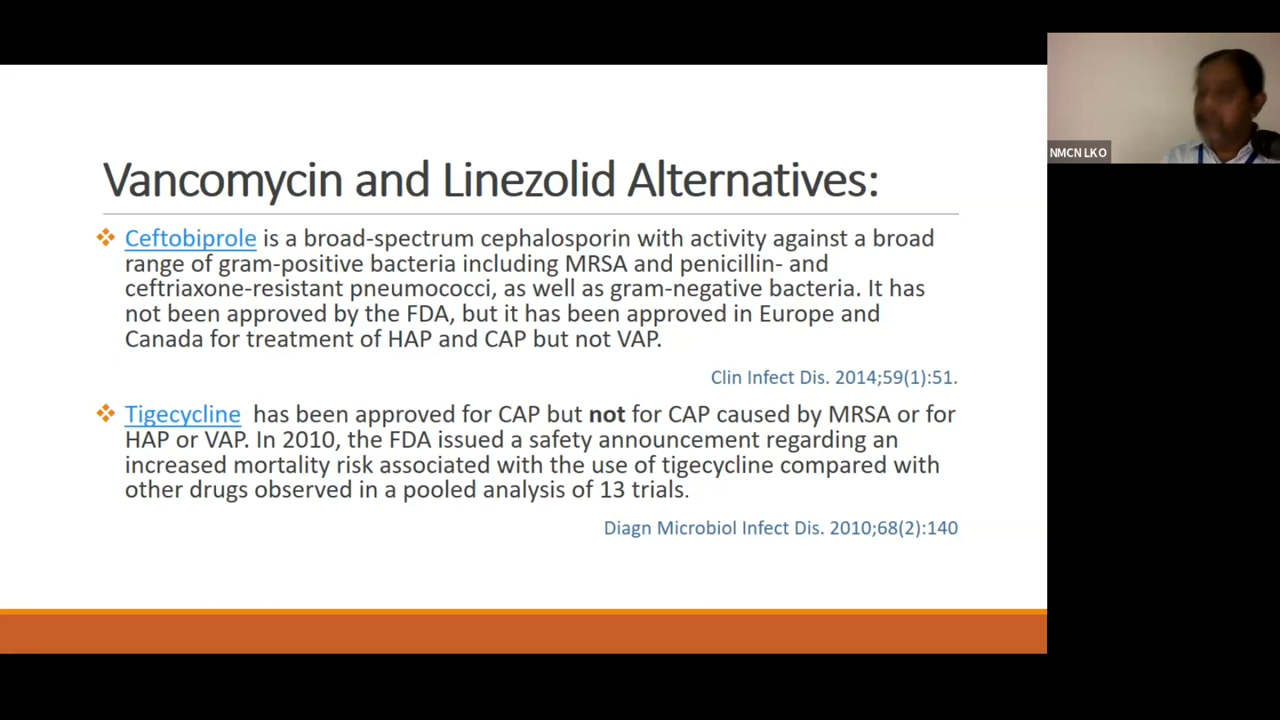 Vancomycin and Linezolid Alternatives:
Ceftobiprole is a broad-spectrum cephalosporin with activity against a broad
range of gram-positive bacteria including MRSA and penicillin- and
ceftriaxone-resistant pneumococci, as well as gram-negative bacteria. It has
not been approved by the FDA, but it has been approved in Europe and
Canada for treatment of HAP and CAP but not VAP.
Clin Infect Dis. 2014;59(1):51.
Tigecycline has been approved for CAP but not for CAP caused by MRSA or for
HAP or VAP. In 2010, the FDA issued a safety announcement regarding an
increased mortality risk associated with the use of tigecycline compared with
other drugs observed in a pooled analysis of 13 trials.
Diagn Microbiol Infect Dis. 2010;68(2):140
NMCN LKO